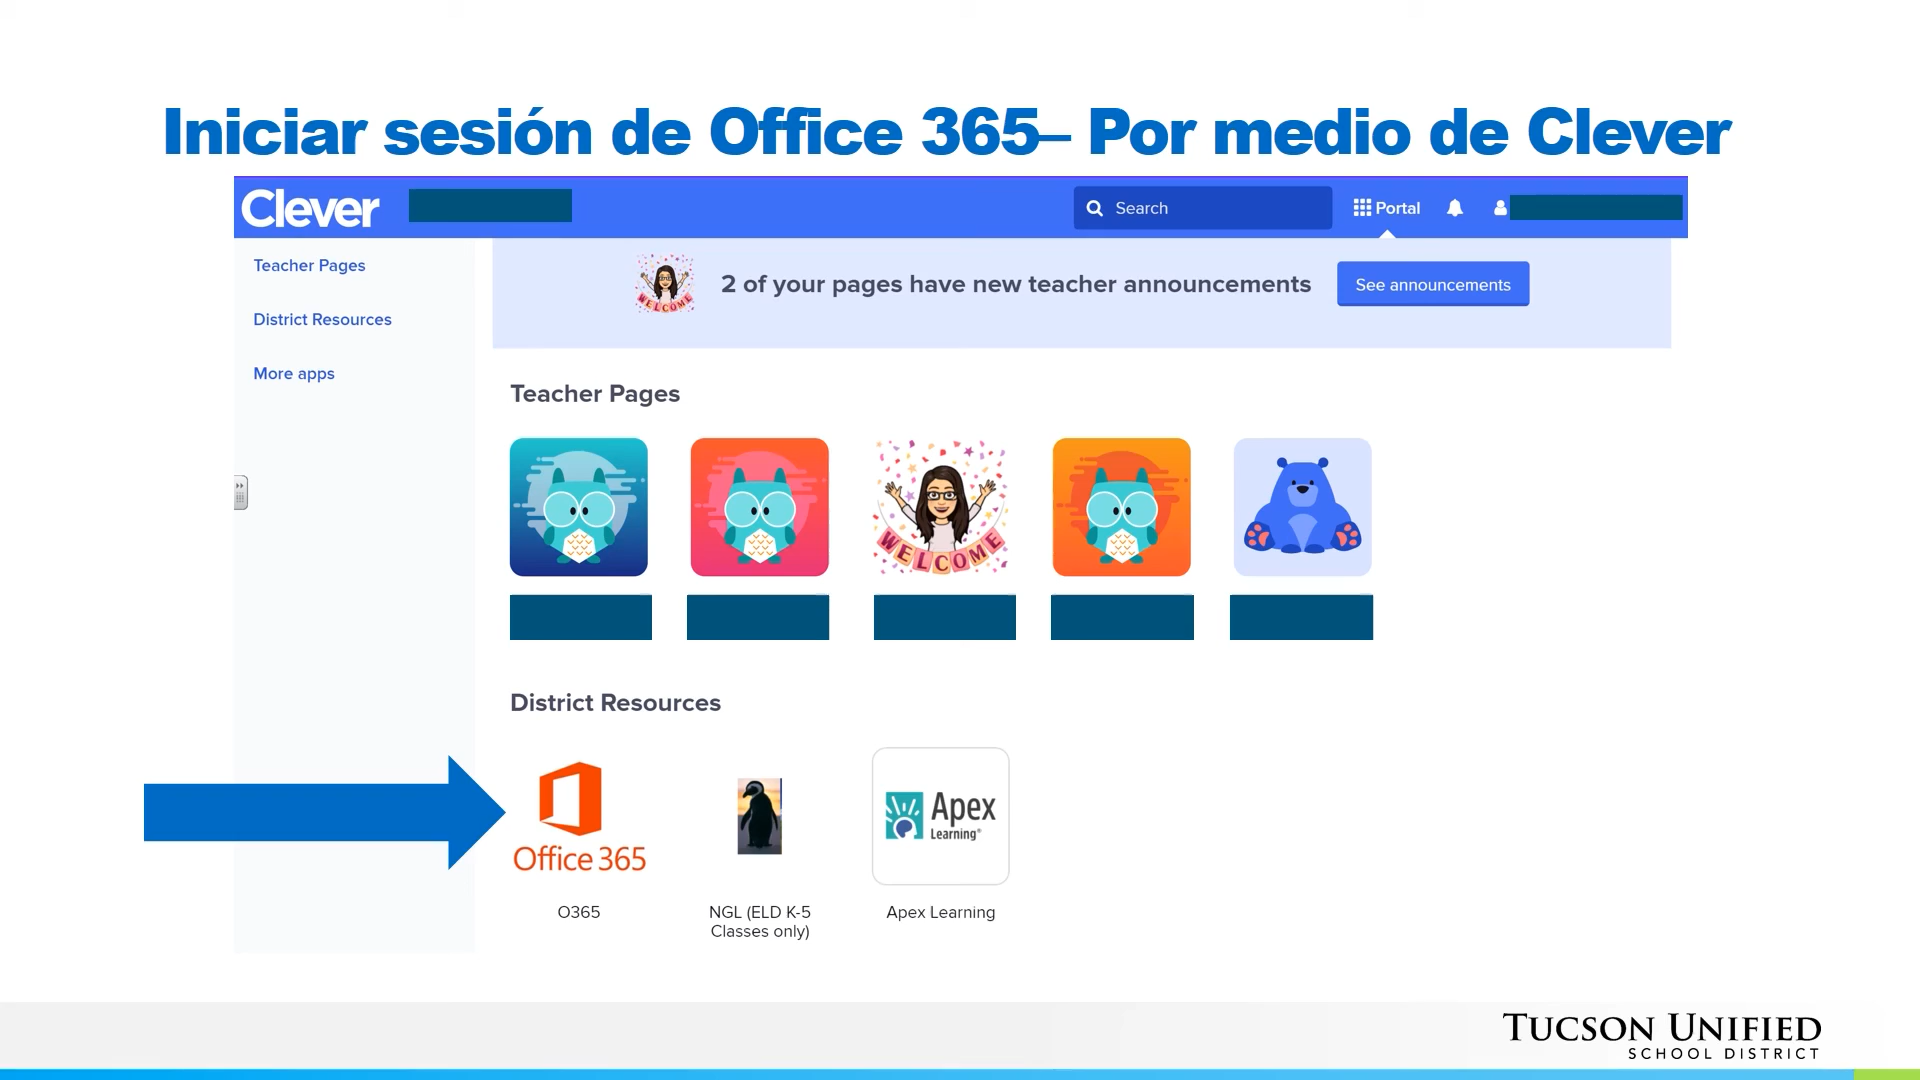 Iniciar sesión de Office 365– Por medio de Clever
Clever
Search
Portal
Teacher Pages
District Resources
More apps
WELCOME
2 of your pages have new teacher announcements
See announcements
Teacher Pages
WELCOME
District Resources
Office 365
Apex
Learning®
O365
NGL (ELD K-5
Classes only)
Apex Learning
TUCSON UNIFIED
SCHOOL DISTRICT